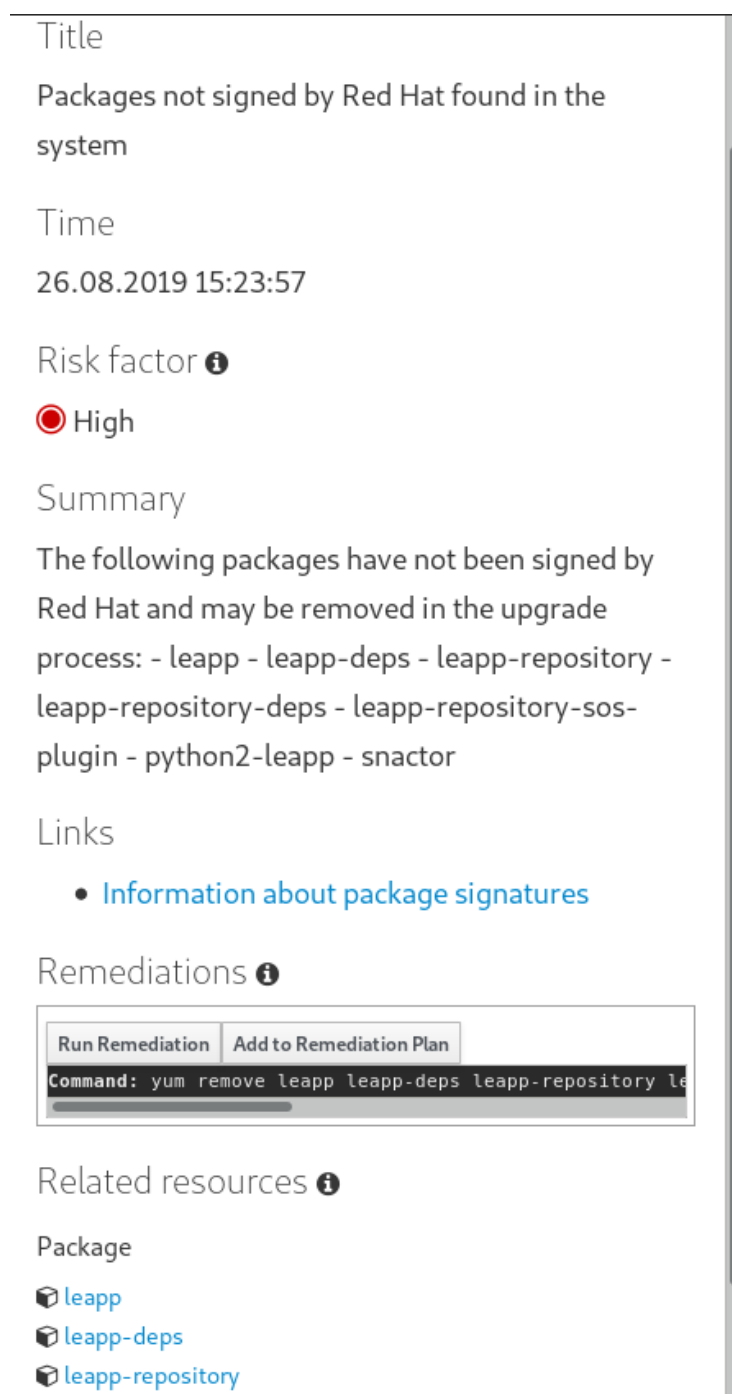 Title
Packages not signed by Red Hat found in the
system
Time
26.08.2019 15:23:57
Risk factor
High
Summary
The following packages have not been signed by
Red Hat and may be removed in the upgrade
process: - leapp - leapp-deps - leapp-repository -
leapp-repository-deps - leapp-repository-sos-
plugin - python2-leapp - snactor
Links
• Information about package signatures
Remediations
Run Remediation Add to Remediation Plan
Command: yum remove leapp leapp-deps leapp-repository le
Related resources
Package
leapp
leapp-deps
leapp-repository